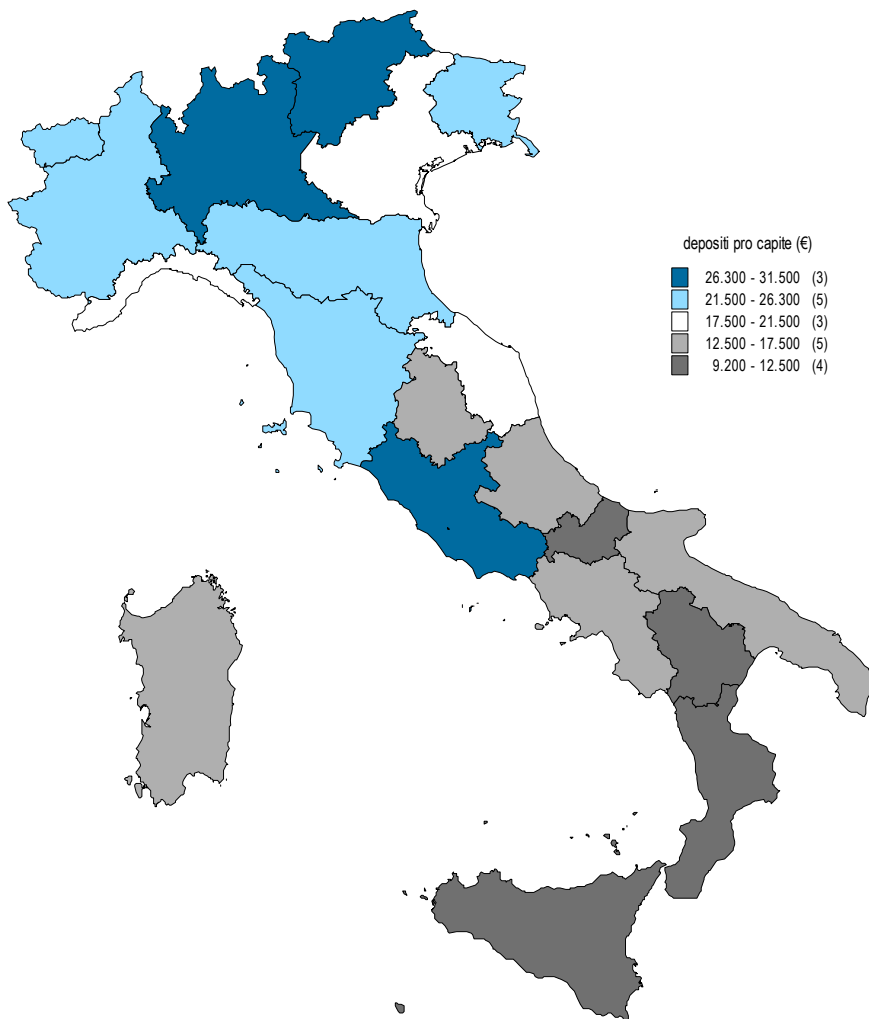 depositi pro capite (€)
26.300 - 31.500 (3)
21.500 - 26.300 (5)
17.500 - 21.500 (3)
12.500 - 17.500 (5)
9.200 - 12.500 (4)